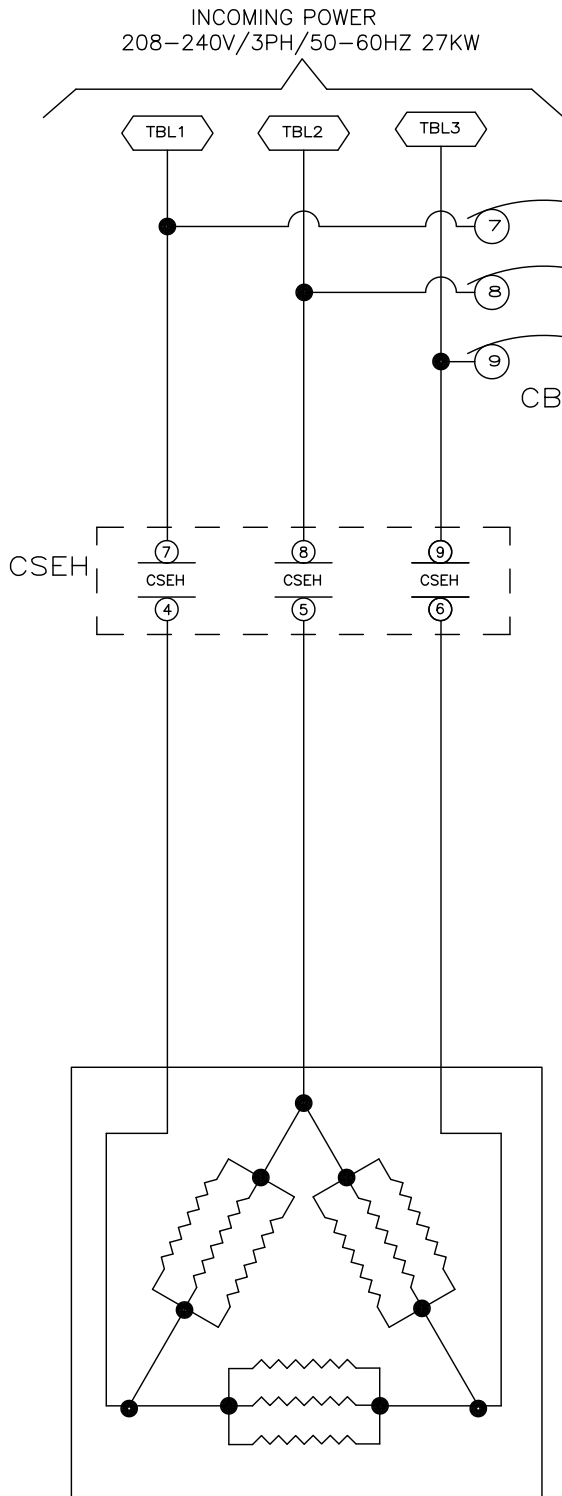 INCOMING POWER
208-240V/3PH/50-60HZ 27KW
TBL1 TBL2 TBL3
7
8
9
CB
7 8 9
CSEH
CSEH CSEH CSEH
4 5 6